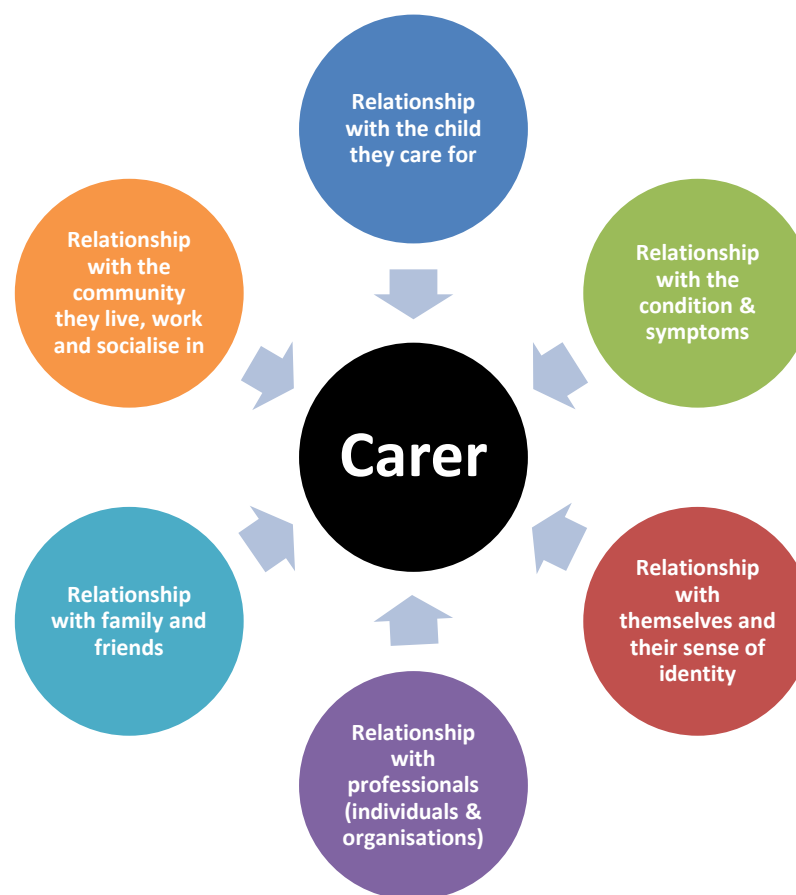 Relationship
with the child
they care for
Relationship
with the
community
they live, work
and socialise in
Relationship
with the
condition &
symptoms
Carer
Relationship
with family and
friends
Relationship
with
themselves and
their sense of
identity
Relationship
with
professionals
(individuals &
organisations)